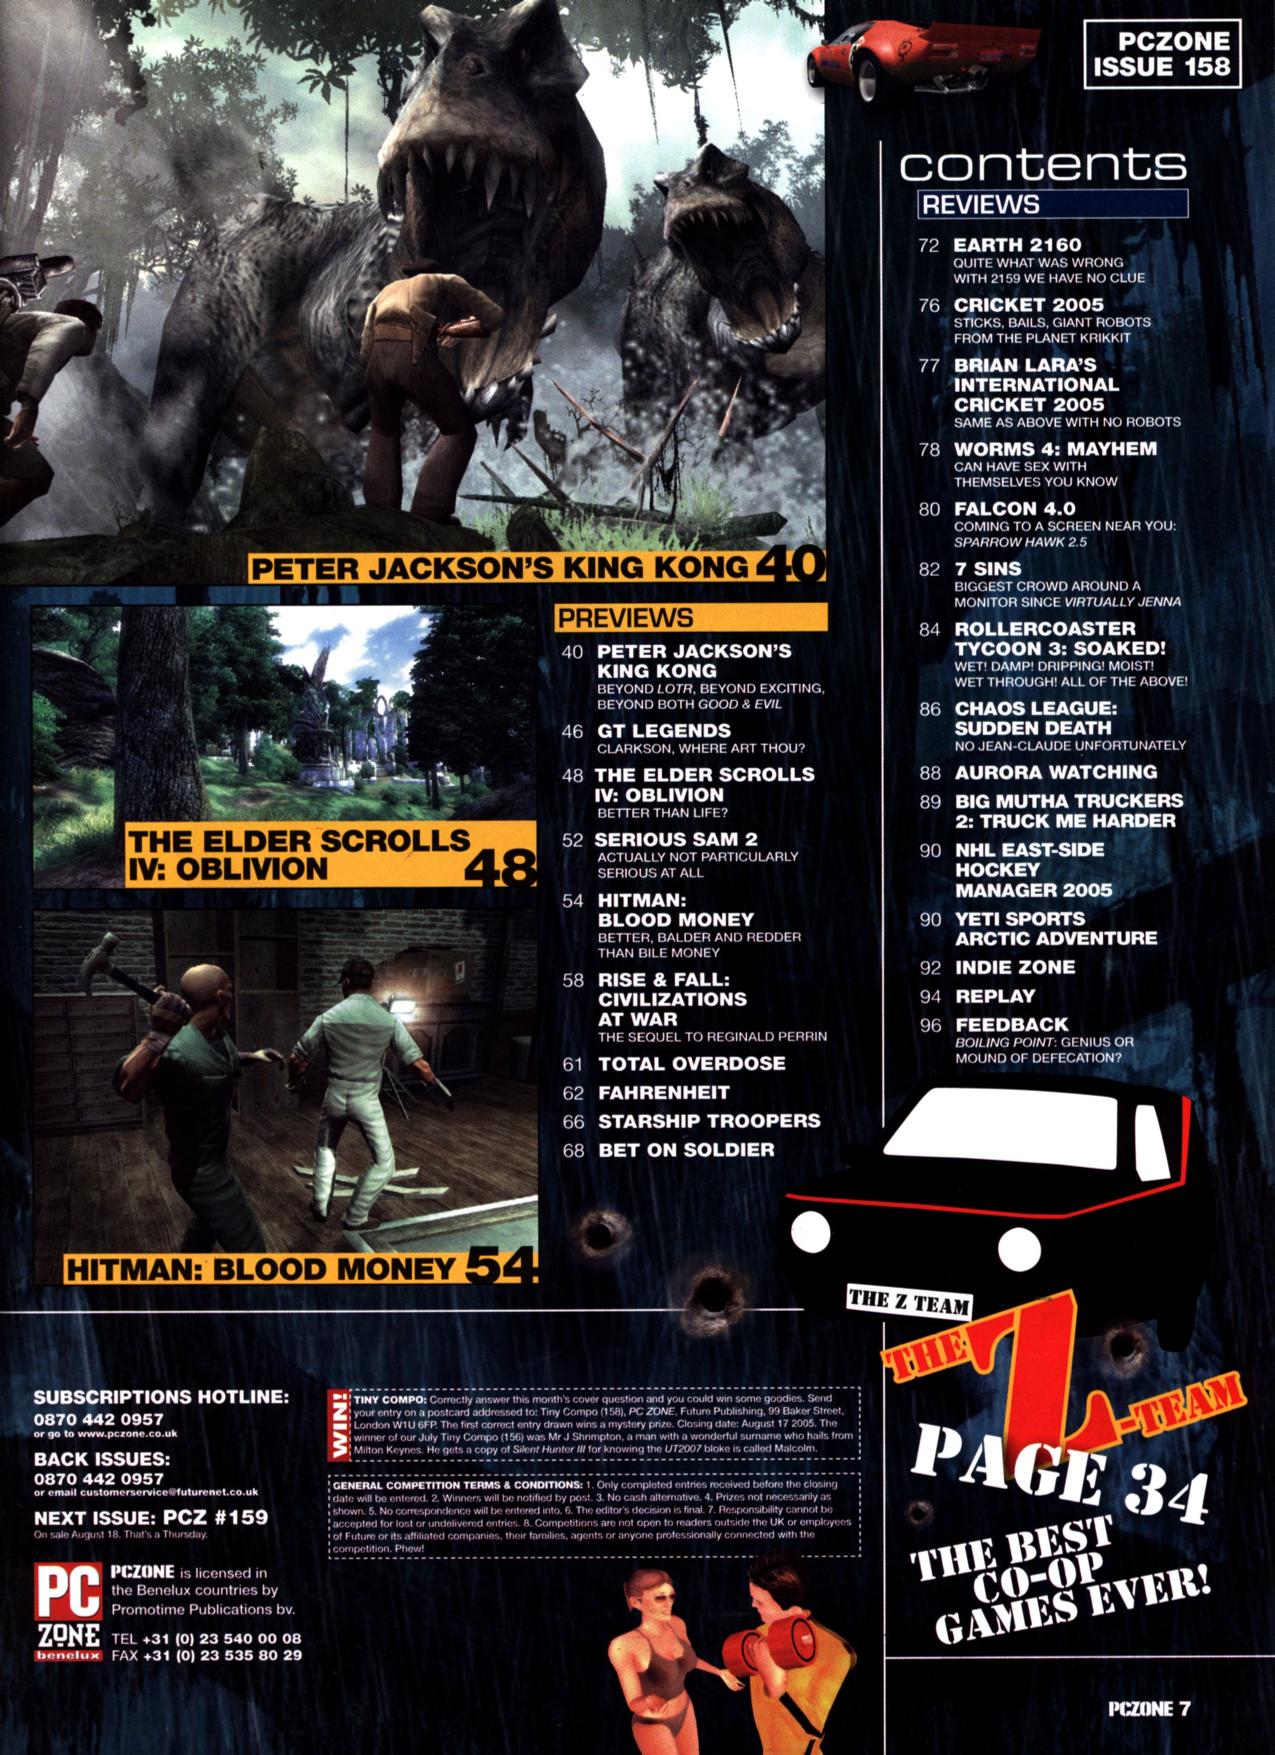 PCZONE
ISSUE 158
PETER JACKSON'S KING KONG 40
THE ELDER SCROLLS
IV: OBLIVION 48
HITMAN: BLOOD MONEY 54
PREVIEWS
40 PETER JACKSON'S
KING KONG
BEYOND LOTR, BEYOND EXCITING,
BEYOND BOTH GOOD & EVIL
46 GT LEGENDS
CLARKSON, WHERE ART THOU?
48 THE ELDER SCROLLS
IV: OBLIVION
BETTER THAN LIFE?
52 SERIOUS SAM 2
ACTUALLY NOT PARTICULARLY
SERIOUS AT ALL
54 HITMAN:
BLOOD MONEY
BETTER, BALDER AND REDDER
THAN BILE MONEY
58 RISE & FALL:
CIVILIZATIONS
AT WAR
THE SEQUEL TO REGINALD PERRIN
61 TOTAL OVERDOSE
62 FAHRENHEIT
66 STARSHIP TROOPERS
68 BET ON SOLDIER
contents
REVIEWS
72 EARTH 2160
QUITE WHAT WAS WRONG
WITH 2159 WE HAVE NO CLUE
76 CRICKET 2005
STICKS, BAILS, GIANT ROBOTS
FROM THE PLANET KRIKKIT
77 BRIAN LARA'S
INTERNATIONAL
CRICKET 2005
SAME AS ABOVE WITH NO ROBOTS
78 WORMS 4: MAYHEM
CAN HAVE SEX WITH
THEMSELVES YOU KNOW
80 FALCON 4.0
COMING TO A SCREEN NEAR YOU:
SPARROW HAWK 2.5
82 7 SINS
BIGGEST CROWD AROUND A
MONITOR SINCE VIRTUALLY JENNA
84 ROLLERCOASTER
TYCOON 3: SOAKED!
WET! DAMP! DRIPPING! MOIST!
WET THROUGH! ALL OF THE ABOVE!
86 CHAOS LEAGUE:
SUDDEN DEATH
NO JEAN-CLAUDE UNFORTUNATELY
88 AURORA WATCHING
89 BIG MUTHA TRUCKERS
2: TRUCK ME HARDER
90 NHL EAST-SIDE
HOCKEY
MANAGER 2005
90 YETI SPORTS
ARCTIC ADVENTURE
92 INDIE ZONE
94 REPLAY
96 FEEDBACK
BOILING POINT: GENIUS OR
MOUND OF DEFECATION?
THE Z TEAM
THE Z-TEAM
PAGE 34
THE BEST
CO-OP
GAMES EVER!
SUBSCRIPTIONS HOTLINE:
0870 442 0957
or go to www.pczone.co.uk
BACK ISSUES:
0870 442 0957
or email customerservice@futurenet.co.uk
NEXT ISSUE: PCZ #159
On sale August 18. That's a Thursday.
PC
ZONE
benelux
PCZONE is licensed in
the Benelux countries by
Promotime Publications bv.
TEL +31 (0) 23 540 00 08
FAX +31 (0) 23 535 80 29
WIN!
TINY COMPO: Correctly answer this month's cover question and you could win some goodies. Send
your entry on a postcard addressed to: Tiny Compo (158), PC ZONE, Future Publishing, 99 Baker Street,
London W1U 6FP. The first correct entry drawn wins a mystery prize. Closing date: August 17 2005. The
winner of our July Tiny Compo (156) was Mr J Shrimpton, a man with a wonderful surname who hails from
Milton Keynes. He gets a copy of Silent Hunter III for knowing the UT2007 bloke is called Malcolm.
GENERAL COMPETITION TERMS & CONDITIONS: 1. Only completed entries received before the closing
date will be entered. 2. Winners will be notified by post. 3. No cash alternative. 4. Prizes not necessarily as
shown. 5. No correspondence will be entered into. 6. The editor's decision is final. 7. Responsibility cannot be
accepted for lost or undelivered entries. 8. Competitions are not open to readers outside the UK or employees
of Future or its affiliated companies, their families, agents or anyone professionally connected with the
competition. Phew!
PCZONE 7